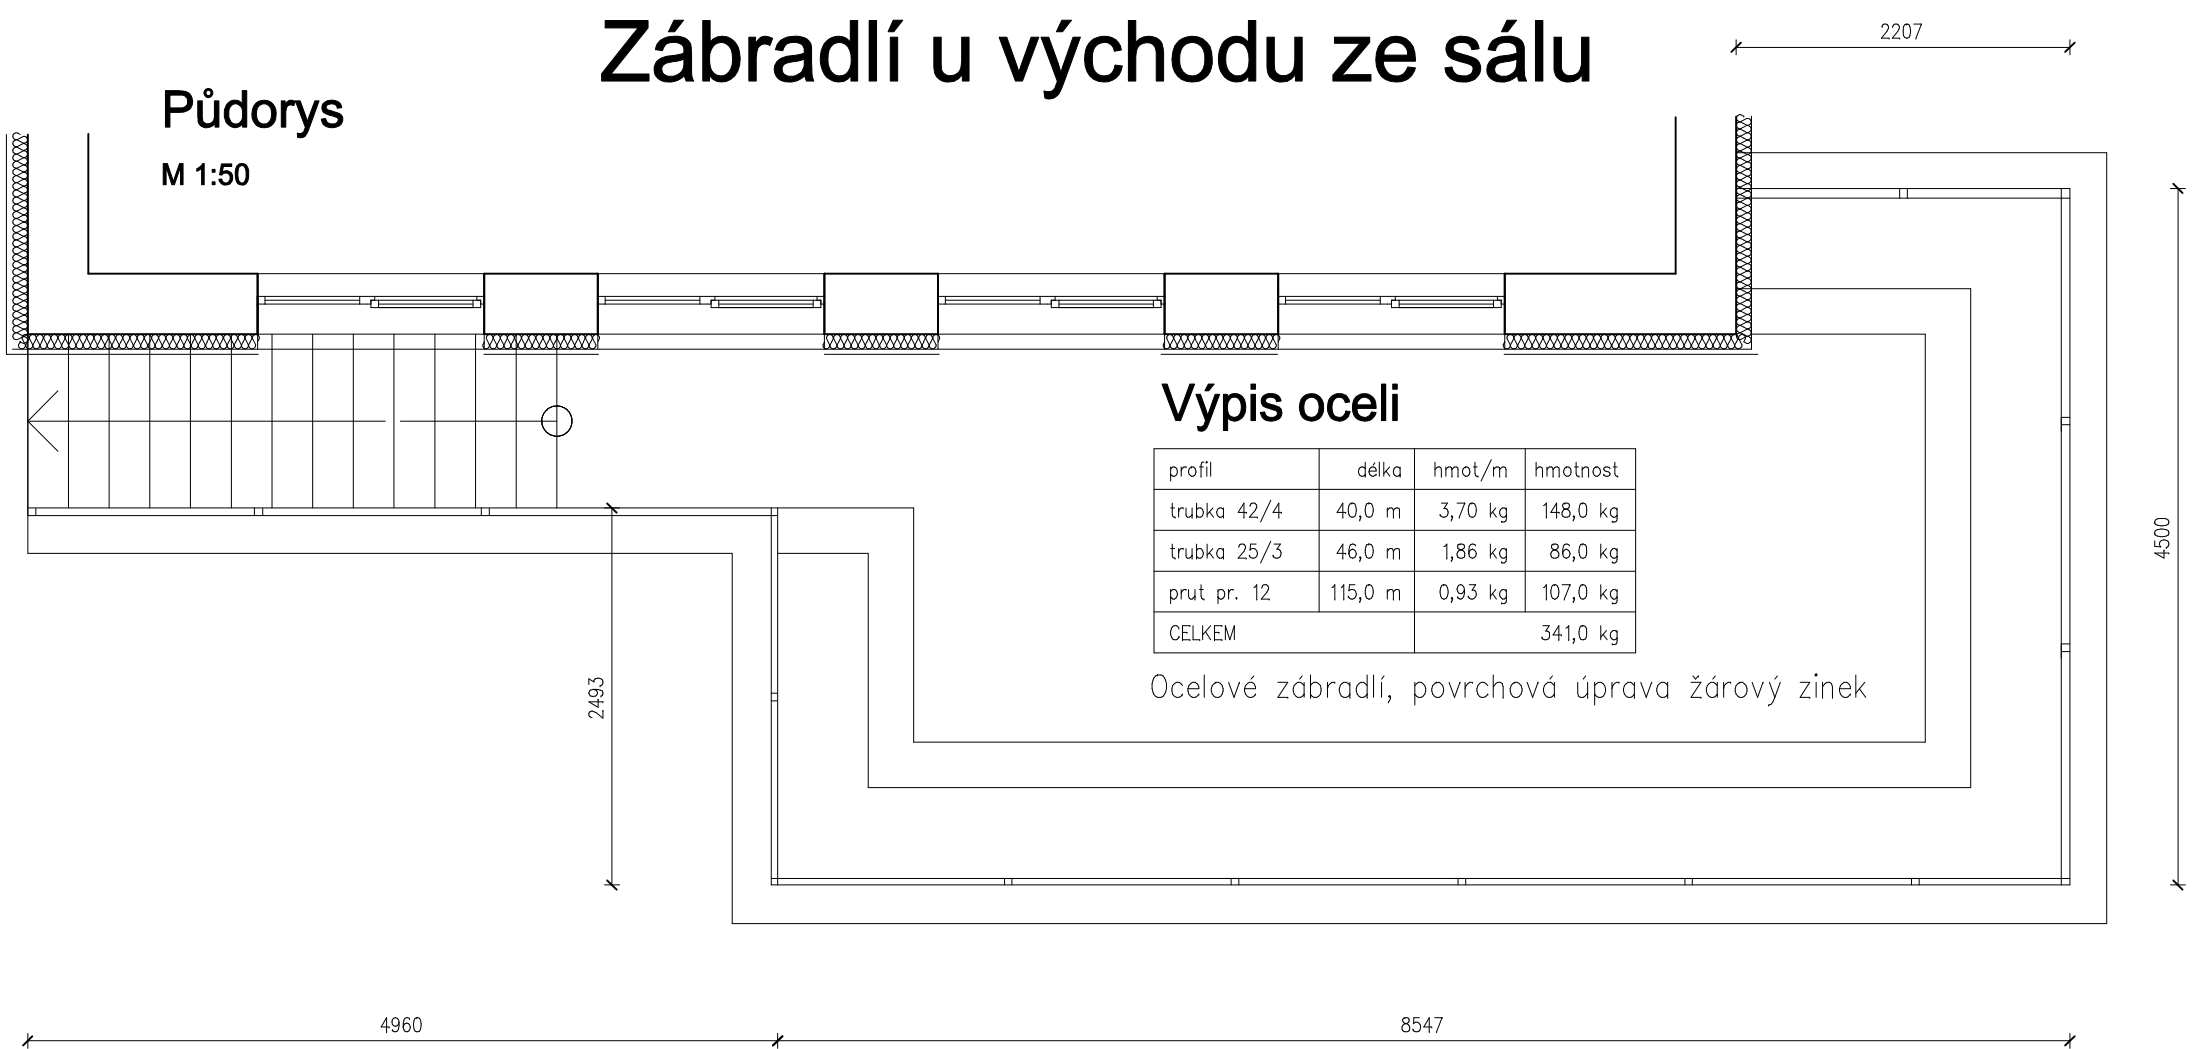 Zábradlí u východu ze sálu
2207
Půdorys
M 1:50
Výpis oceli
profil délka hmot/m hmotnost
trubka 42/4 40,0 m 3,70 kg 148,0 kg
trubka 25/3 46,0 m 1,86 kg 86,0 kg
prut pr. 12 115,0 m 0,93 kg 107,0 kg
CELKEM 341,0 kg
Ocelové zábradlí, povrchová úprava žárový zinek
4500
2493
4960
8547